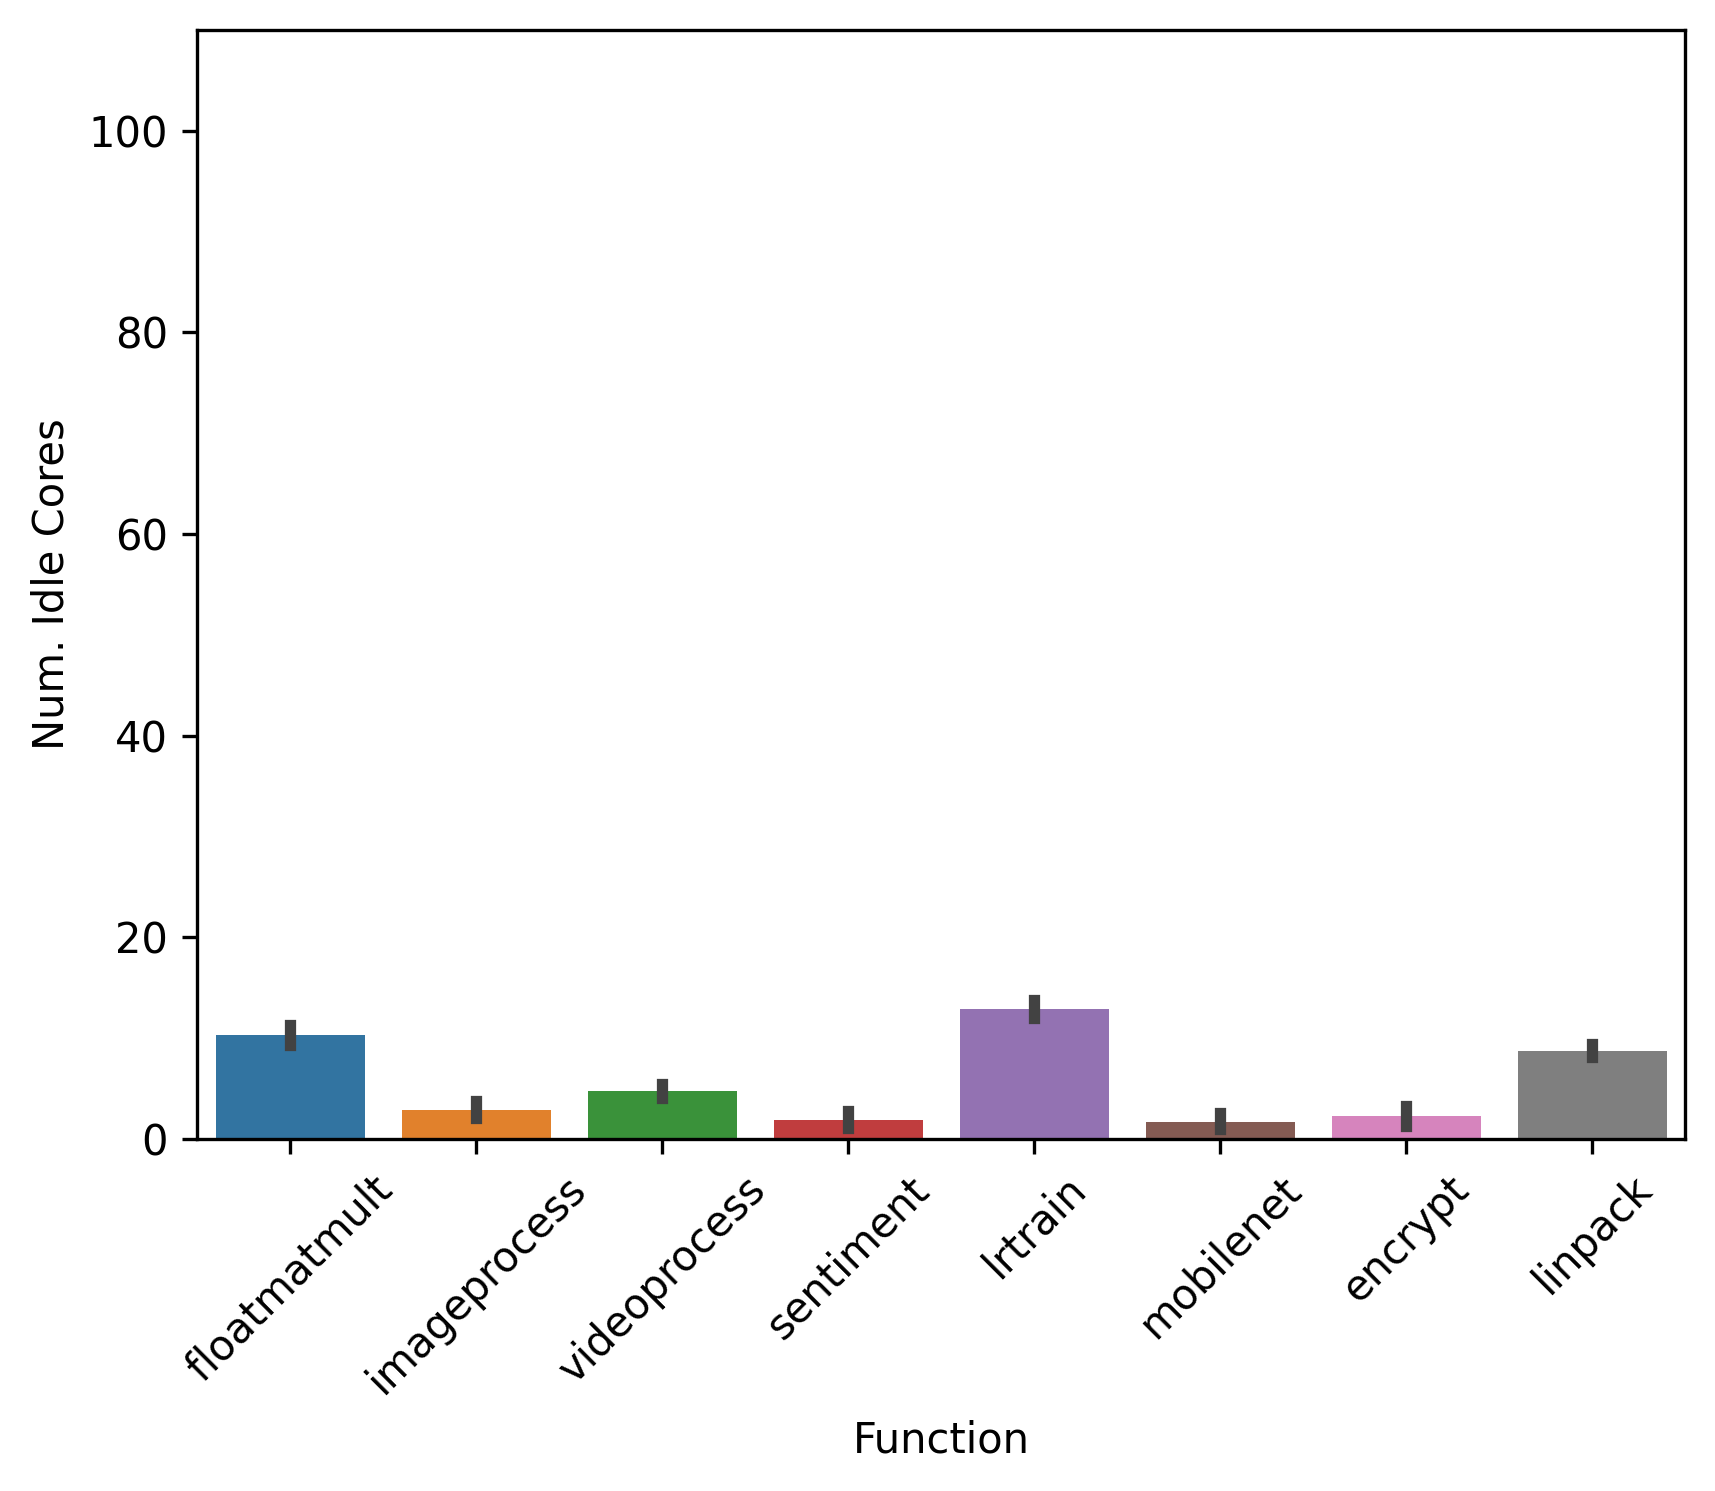 100
80
60
40
20
0
Num. Idle Cores
floatmatmult
imageprocess
videoprocess
sentiment
lrtrain
mobilenet
encrypt
linpack
Function